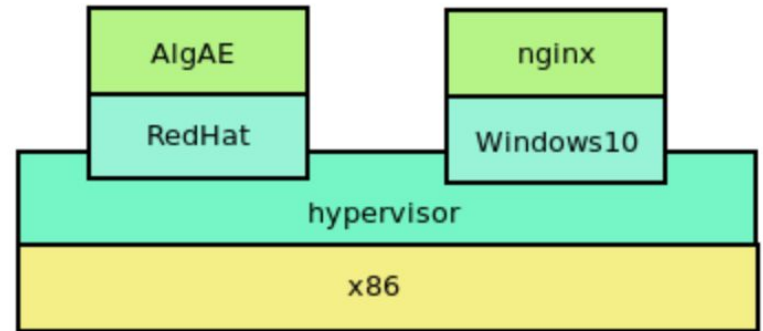 AlgAE
nginx
RedHat
Windows10
hypervisor
x86